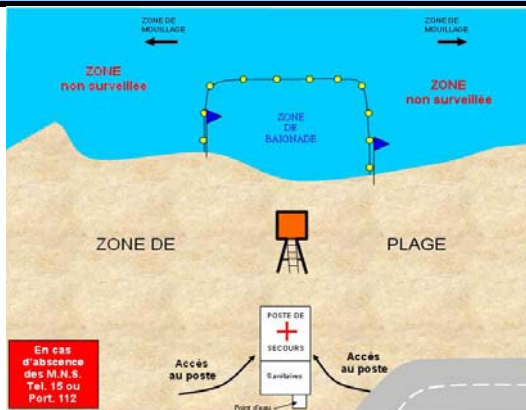 ZONE DE
MOUILLAGE
ZONE DE
MOUILLAGE
ZONE
non surveillée
ZONE
non surveillée
ZONE
DE
BAIGNADE
ZONE DE
PLAGE
POSTE DE
SECOURS
Sanitaires
Accès
au poste
Accès
au poste
En cas
d'abscence
des M.N.S.
Tel. 15 ou
Port. 112
Point d'eau